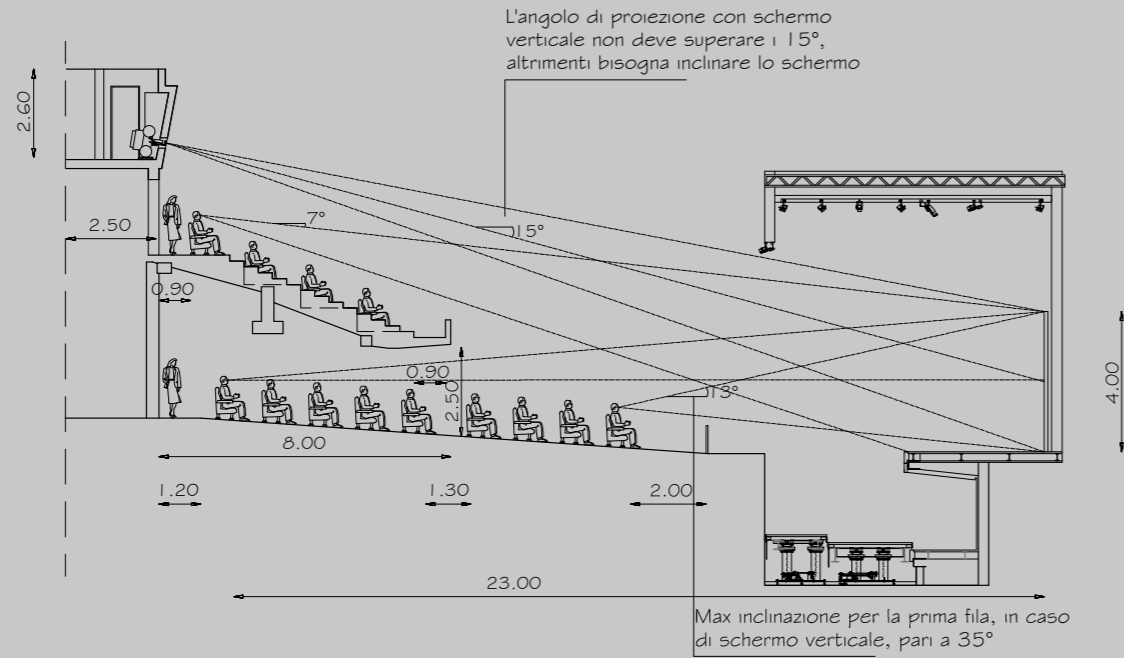 L'angolo di proiezione con schermo
verticale non deve superare i 15°,
altrimenti bisogna inclinare lo schermo
2.60
2.50
7°
15°
0.90
0.90
2.50
13°
4.00
8.00
1.20
1.30
2.00
23.00
Max inclinazione per la prima fila, in caso
di schermo verticale, pari a 35°